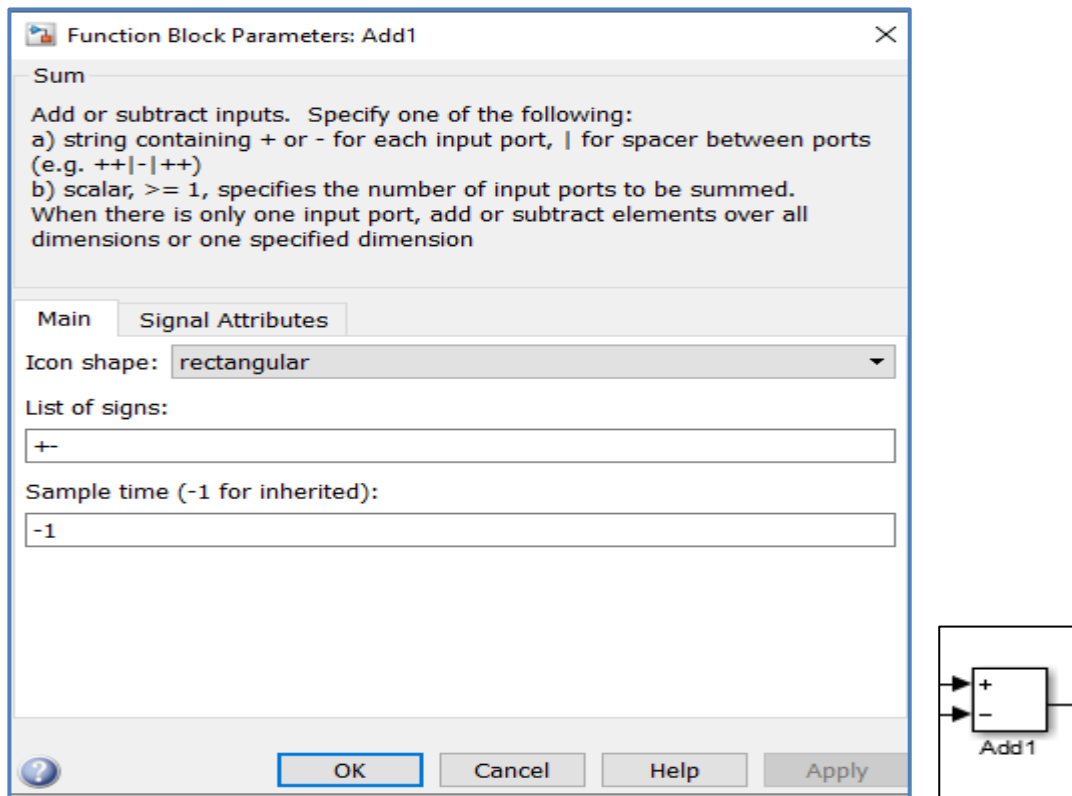 Function Block Parameters: Add1
Sum
Add or subtract inputs.  Specify one of the following:
a) string containing + or - for each input port, | for spacer between ports
(e.g. ++|-|++)
b) scalar, >= 1, specifies the number of input ports to be summed.
When there is only one input port, add or subtract elements over all
dimensions or one specified dimension
Main
Signal Attributes
Icon shape: rectangular
List of signs:
+-
Sample time (-1 for inherited):
-1
? OK Cancel Help Apply
+
−
Add1